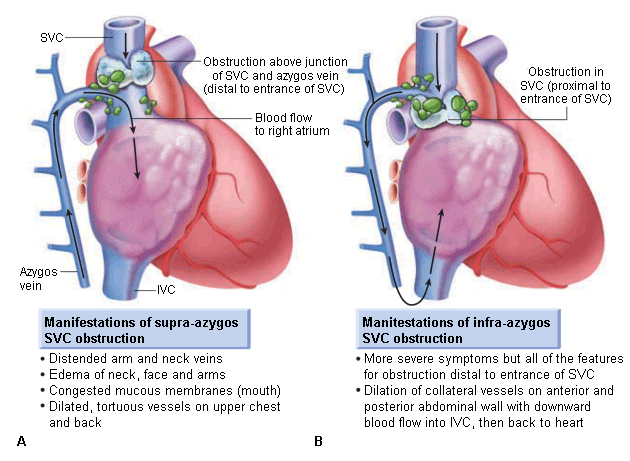 SVC
Obstruction above junction
of SVC and azygos vein
(distal to entrance of SVC)
Blood flow
to right atrium
Azygos
vein
IVC
Manifestations of supra-azygos
SVC obstruction
• Distended arm and neck veins
• Edema of neck, face and arms
• Congested mucous membranes (mouth)
• Dilated, tortuous vessels on upper chest
and back
A
Obstruction in
SVC (proximal to
entrance of SVC)
Manitestations of infra-azygos
SVC obstruction
• More severe symptoms but all of the features
for obstruction distal to entrance of SVC
• Dilation of collateral vessels on anterior and
posterior abdominal wall with downward
blood flow into IVC, then back to heart
B